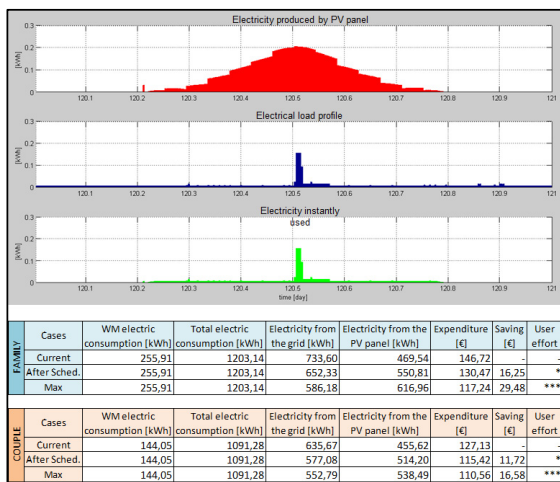 Electricity produced by PV panel
0.3
0.2
0.1
0
[kWh]
120.1 120.2 120.3 120.4 120.5 120.6 120.7 120.8 120.9 121
Electrical load profile
0.3
0.2
0.1
0
[kWh]
120.1 120.2 120.3 120.4 120.5 120.6 120.7 120.8 120.9 121
Electricity instantly
used
0.3
0.2
0.1
0
[kWh]
120.1 120.2 120.3 120.4 120.5 120.6 120.7 120.8 120.9 121
time [day]
FAMILY
Cases WM electric consumption [kWh] Total electric consumption [kWh] Electricity from the grid [kWh] Electricity from the PV panel [kWh] Expenditure [€] Saving [€] User effort
Current 255,91 1203,14 733,60 469,54 146,72 - -
After Sched. 255,91 1203,14 652,33 550,81 130,47 16,25 *
Max 255,91 1203,14 586,18 616,96 117,24 29,48 ***
COUPLE
Cases WM electric consumption [kWh] Total electric consumption [kWh] Electricity from the grid [kWh] Electricity from the PV panel [kWh] Expenditure [€] Saving [€] User effort
Current 144,05 1091,28 635,67 455,62 127,13 - -
After Sched. 144,05 1091,28 577,08 514,20 115,42 11,72 *
Max 144,05 1091,28 552,79 538,49 110,56 16,58 ***